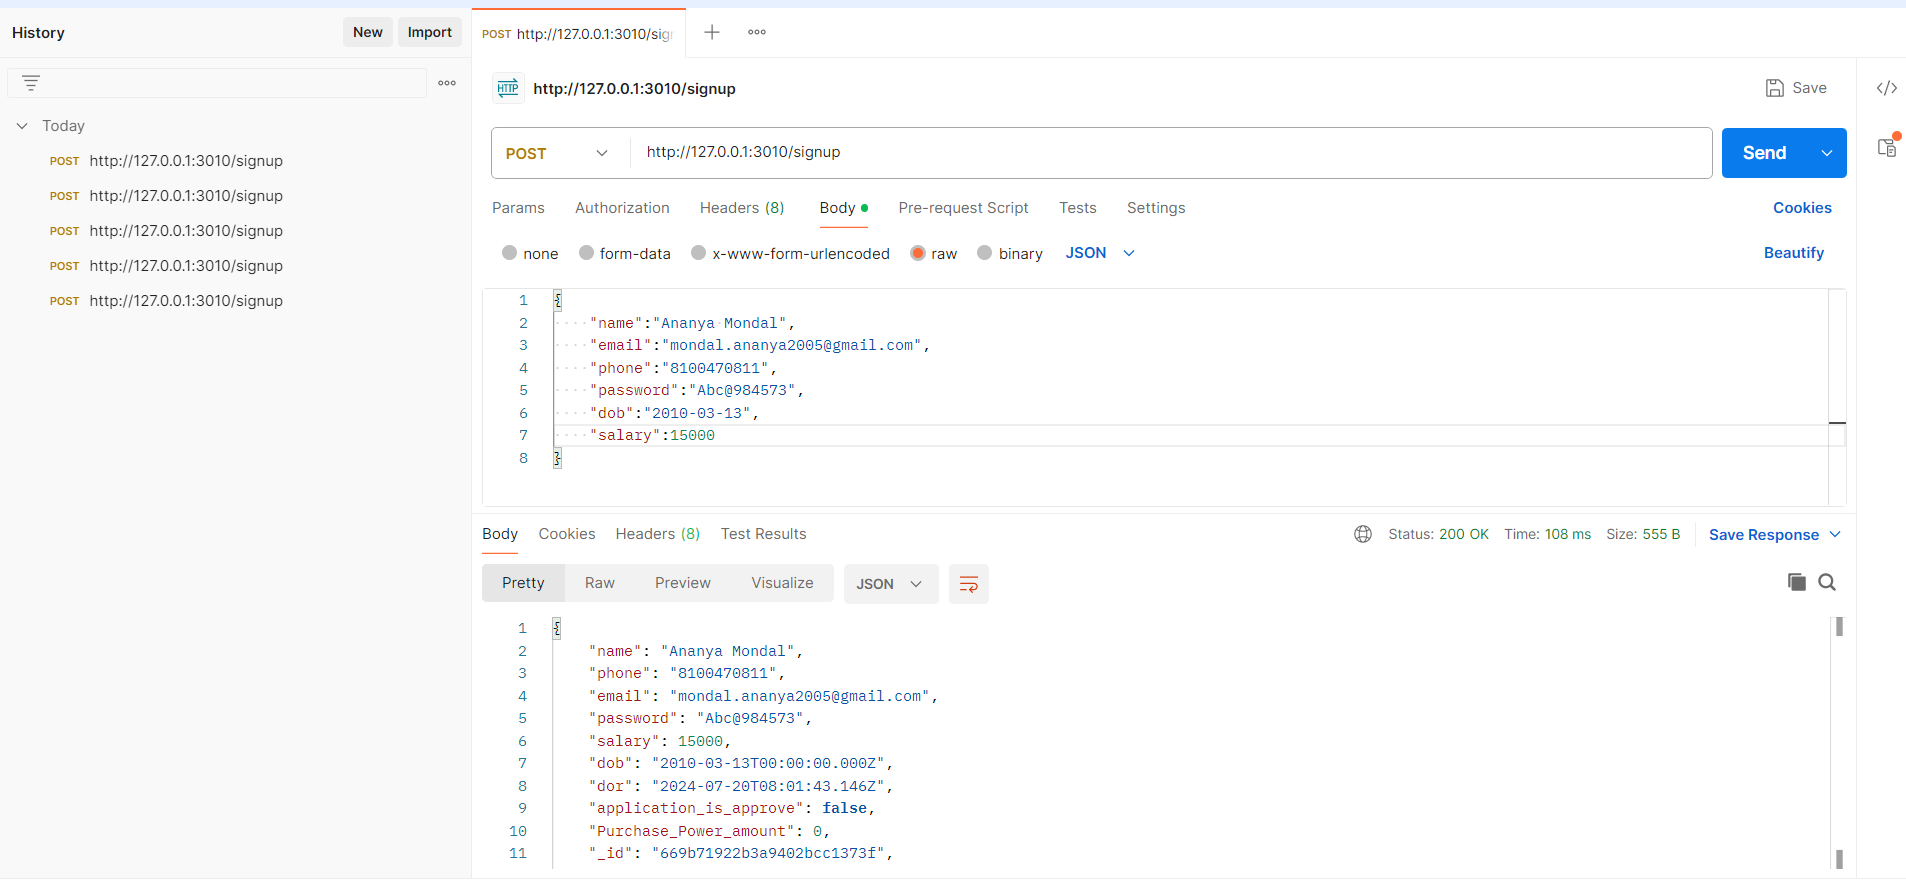 History
New
Import
POST http://127.0.0.1:3010/sig
Today
POST http://127.0.0.1:3010/signup
POST http://127.0.0.1:3010/signup
POST http://127.0.0.1:3010/signup
POST http://127.0.0.1:3010/signup
POST http://127.0.0.1:3010/signup
HTTP http://127.0.0.1:3010/signup
Save
POST http://127.0.0.1:3010/signup
Send
Params Authorization Headers (8) Body Pre-request Script Tests Settings Cookies
none form-data x-www-form-urlencoded raw binary JSON Beautify
1 {
2 "name":"Ananya Mondal",
3 "email":"mondal.ananya2005@gmail.com",
4 "phone":"8100470811",
5 "password":"Abc@984573",
6 "dob":"2010-03-13",
7 "salary":15000
8 }
Body Cookies Headers (8) Test Results Status: 200 OK Time: 108 ms Size: 555 B Save Response
Pretty Raw Preview Visualize JSON
1 {
2 "name": "Ananya Mondal",
3 "phone": "8100470811",
4 "email": "mondal.ananya2005@gmail.com",
5 "password": "Abc@984573",
6 "salary": 15000,
7 "dob": "2010-03-13T00:00:00.000Z",
8 "dor": "2024-07-20T08:01:43.146Z",
9 "application_is_approve": false,
10 "Purchase_Power_amount": 0,
11 "_id": "669b71922b3a9402bcc1373f",